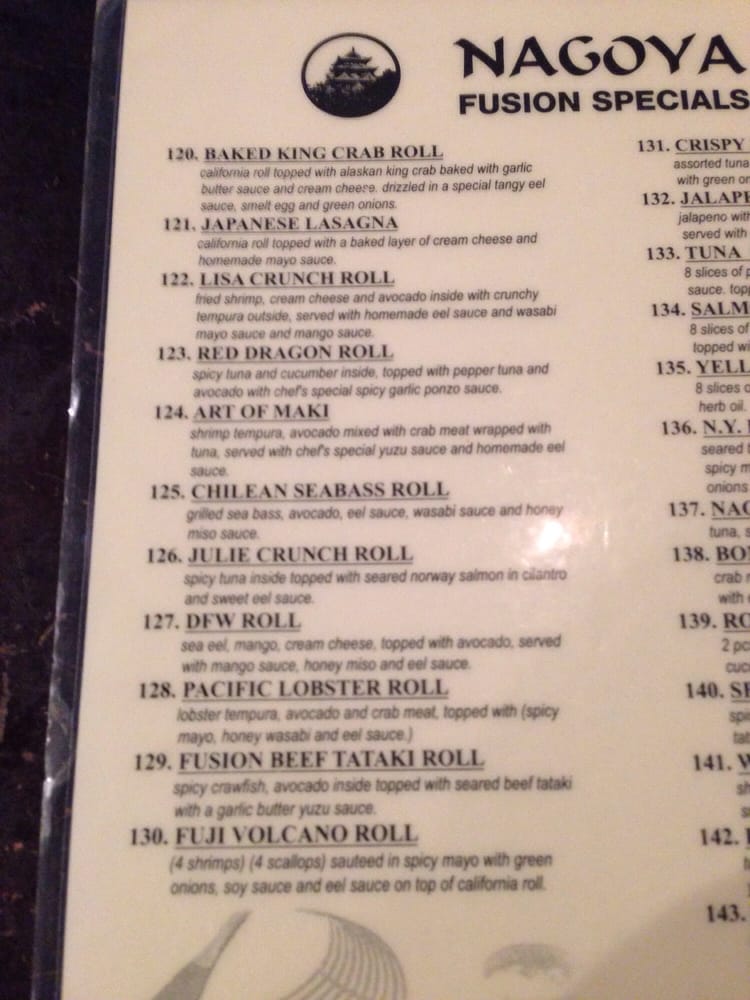 NAGOYA
FUSION SPECIALS
120. BAKED KING CRAB ROLL
california roll topped with alaskan king crab baked with garlic
butter sauce and cream cheese. drizzled in a special tangy eel
sauce, smelt egg and green onions.
121. JAPANESE LASAGNA
california roll topped with a baked layer of cream cheese and
homemade mayo sauce.
122. LISA CRUNCH ROLL
fried shrimp, cream cheese and avocado inside with crunchy
tempura outside, served with homemade eel sauce and wasabi
mayo sauce and mango sauce.
123. RED DRAGON ROLL
spicy tuna and cucumber inside, topped with pepper tuna and
avocado with chef's special spicy garlic ponzo sauce.
124. ART OF MAKI
shrimp tempura, avocado mixed with crab meat wrapped with
tuna, served with chef's special yuzu sauce and homemade eel
sauce.
125. CHILEAN SEABASS ROLL
grilled sea bass, avocado, eel sauce, wasabi sauce and honey
miso sauce.
126. JULIE CRUNCH ROLL
spicy tuna inside topped with seared norway salmon in cilantro
and sweet eel sauce.
127. DFW ROLL
sea eel, mango, cream cheese, topped with avocado, served
with mango sauce, honey miso and eel sauce.
128. PACIFIC LOBSTER ROLL
lobster tempura, avocado and crab meat, topped with (spicy
mayo, honey wasabi and eel sauce.)
129. FUSION BEEF TATAKI ROLL
spicy crawfish, avocado inside topped with seared beef tataki
with a garlic butter yuzu sauce.
130. FUJI VOLCANO ROLL
(4 shrimps) (4 scallops) sauteed in spicy mayo with green
onions, soy sauce and eel sauce on top of california roll.
131. CRISPY
assorted tuna
with green
132.
jalapeno with
served with
133. TUNA
8 slices of
sauce.
134.
8 slices of
topped
135.
8 slices
herb oil.
136. N.Y.
seared
spicy
onions
137.
tuna,
138.
crab
with
139.
2
140.
141.
142.
143.